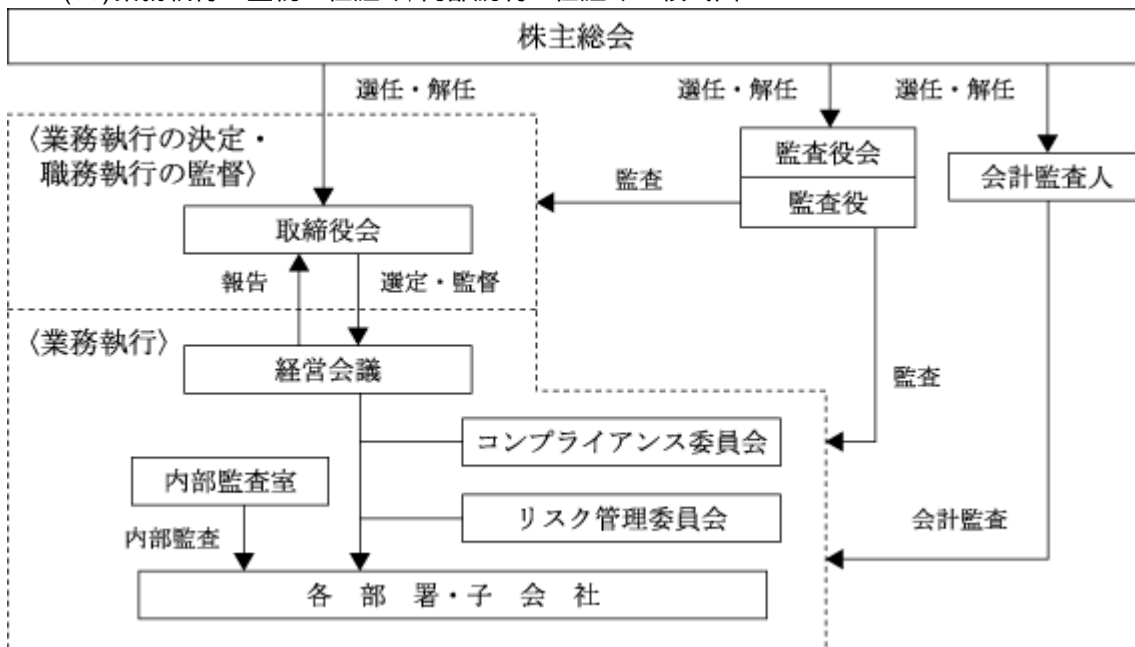 株主総会
選任・解任
選任・解任
選任・解任
〈業務執行の決定・
職務執行の監督〉
監査役会
監査役
会計監査人
監査
取締役会
報告
選定・監督
〈業務執行〉
経営会議
監査
コンプライアンス委員会
内部監査室
リスク管理委員会
内部監査
会計監査
各 部 署・子 会 社